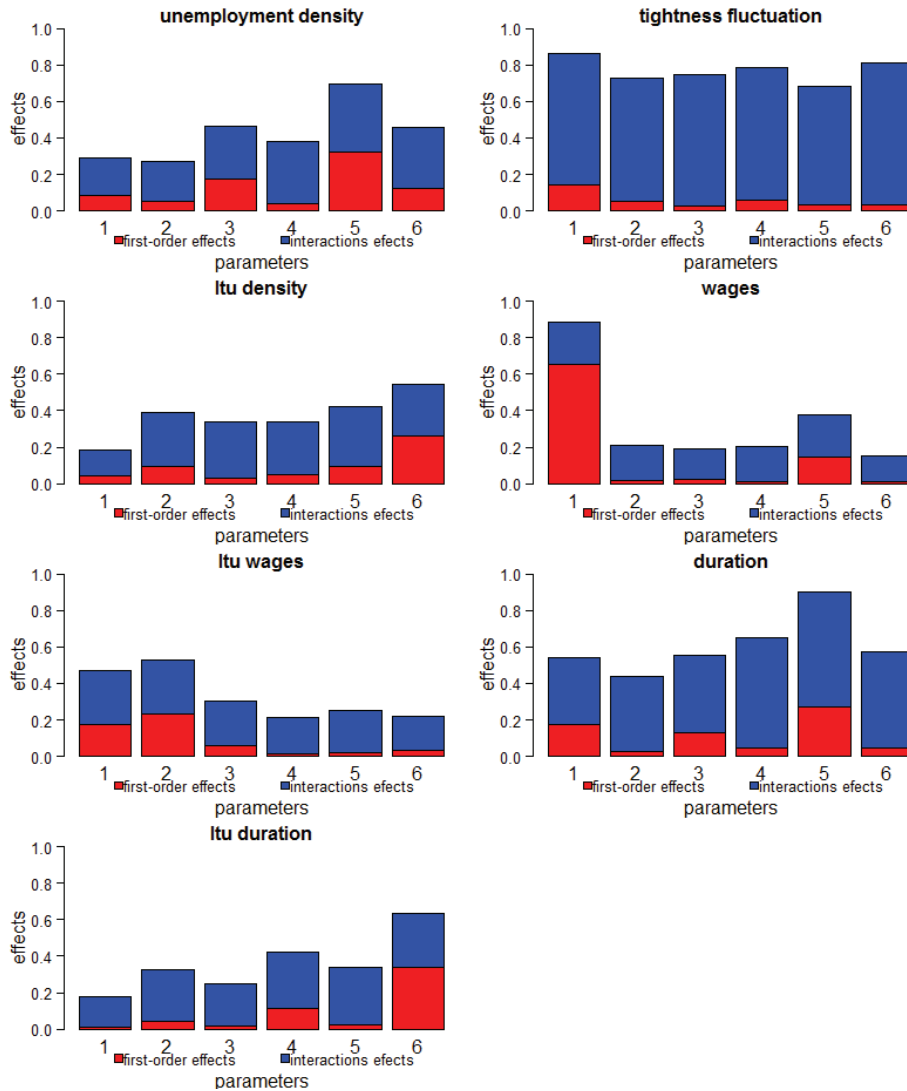 unemployment density
effects
1.0
0.8
0.6
0.4
0.2
0.0
1 2 3 4 5 6
first-order effects interactions efects
parameters
tightness fluctuation
effects
1.0
0.8
0.6
0.4
0.2
0.0
1 2 3 4 5 6
first-order effects interactions efects
parameters
ltu density
effects
1.0
0.8
0.6
0.4
0.2
0.0
1 2 3 4 5 6
first-order effects interactions efects
parameters
wages
effects
1.0
0.8
0.6
0.4
0.2
0.0
1 2 3 4 5 6
first-order effects interactions efects
parameters
ltu wages
effects
1.0
0.8
0.6
0.4
0.2
0.0
1 2 3 4 5 6
first-order effects interactions efects
parameters
duration
effects
1.0
0.8
0.6
0.4
0.2
0.0
1 2 3 4 5 6
first-order effects interactions efects
parameters
ltu duration
effects
1.0
0.8
0.6
0.4
0.2
0.0
1 2 3 4 5 6
first-order effects interactions efects
parameters